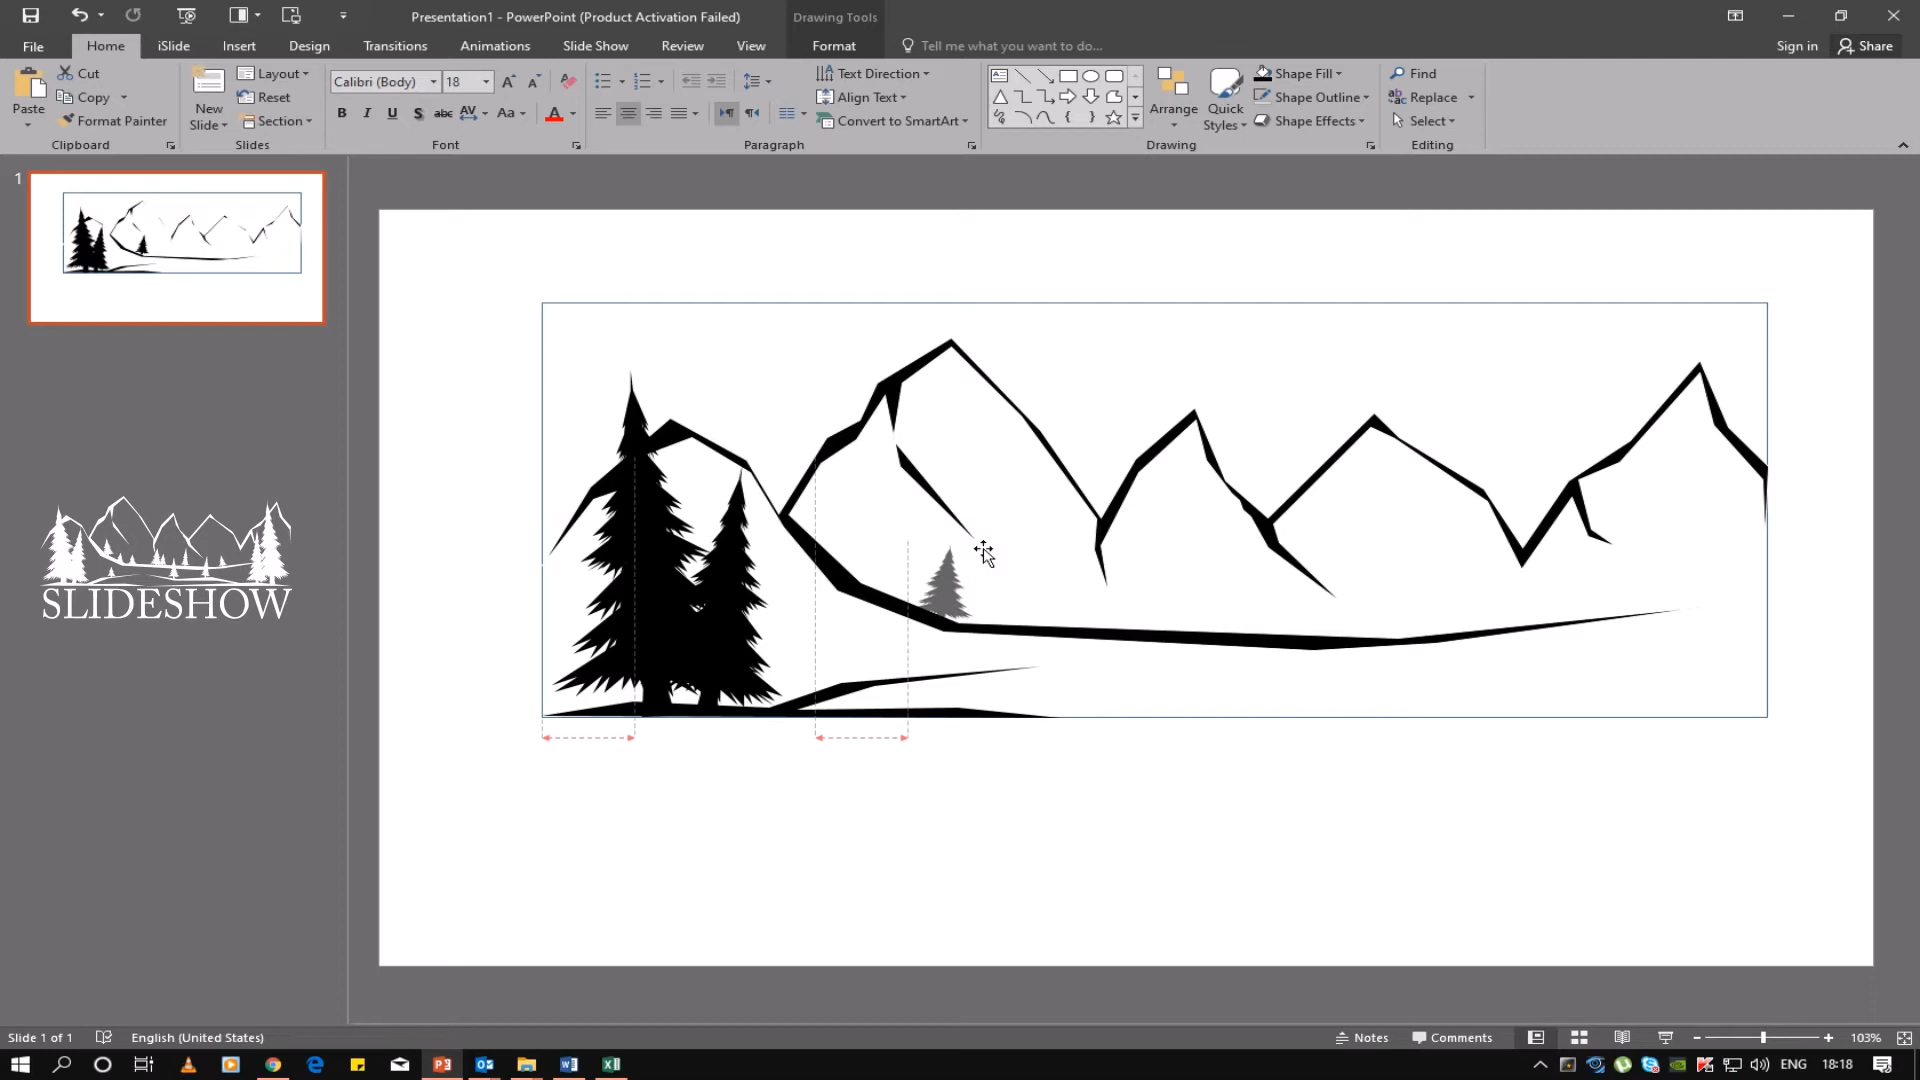 Presentation1 - PowerPoint (Product Activation Failed)
Drawing Tools
File
Home
iSlide
Insert
Design
Transitions
Animations
Slide Show
Review
View
Format
Tell me what you want to do...
Sign in
Share
Paste
Cut
Copy
Format Painter
Clipboard
New
Slide
Layout
Reset
Section
Slides
Calibri (Body)
18
B I U S abc AV Aa A
Font
Text Direction
Align Text
Convert to SmartArt
Paragraph
Arrange
Quick
Styles
Shape Fill
Shape Outline
Shape Effects
Drawing
Find
Replace
Select
Editing
1
SLIDESHOW
Slide 1 of 1
English (United States)
Notes
Comments
103%
ENG
18:18